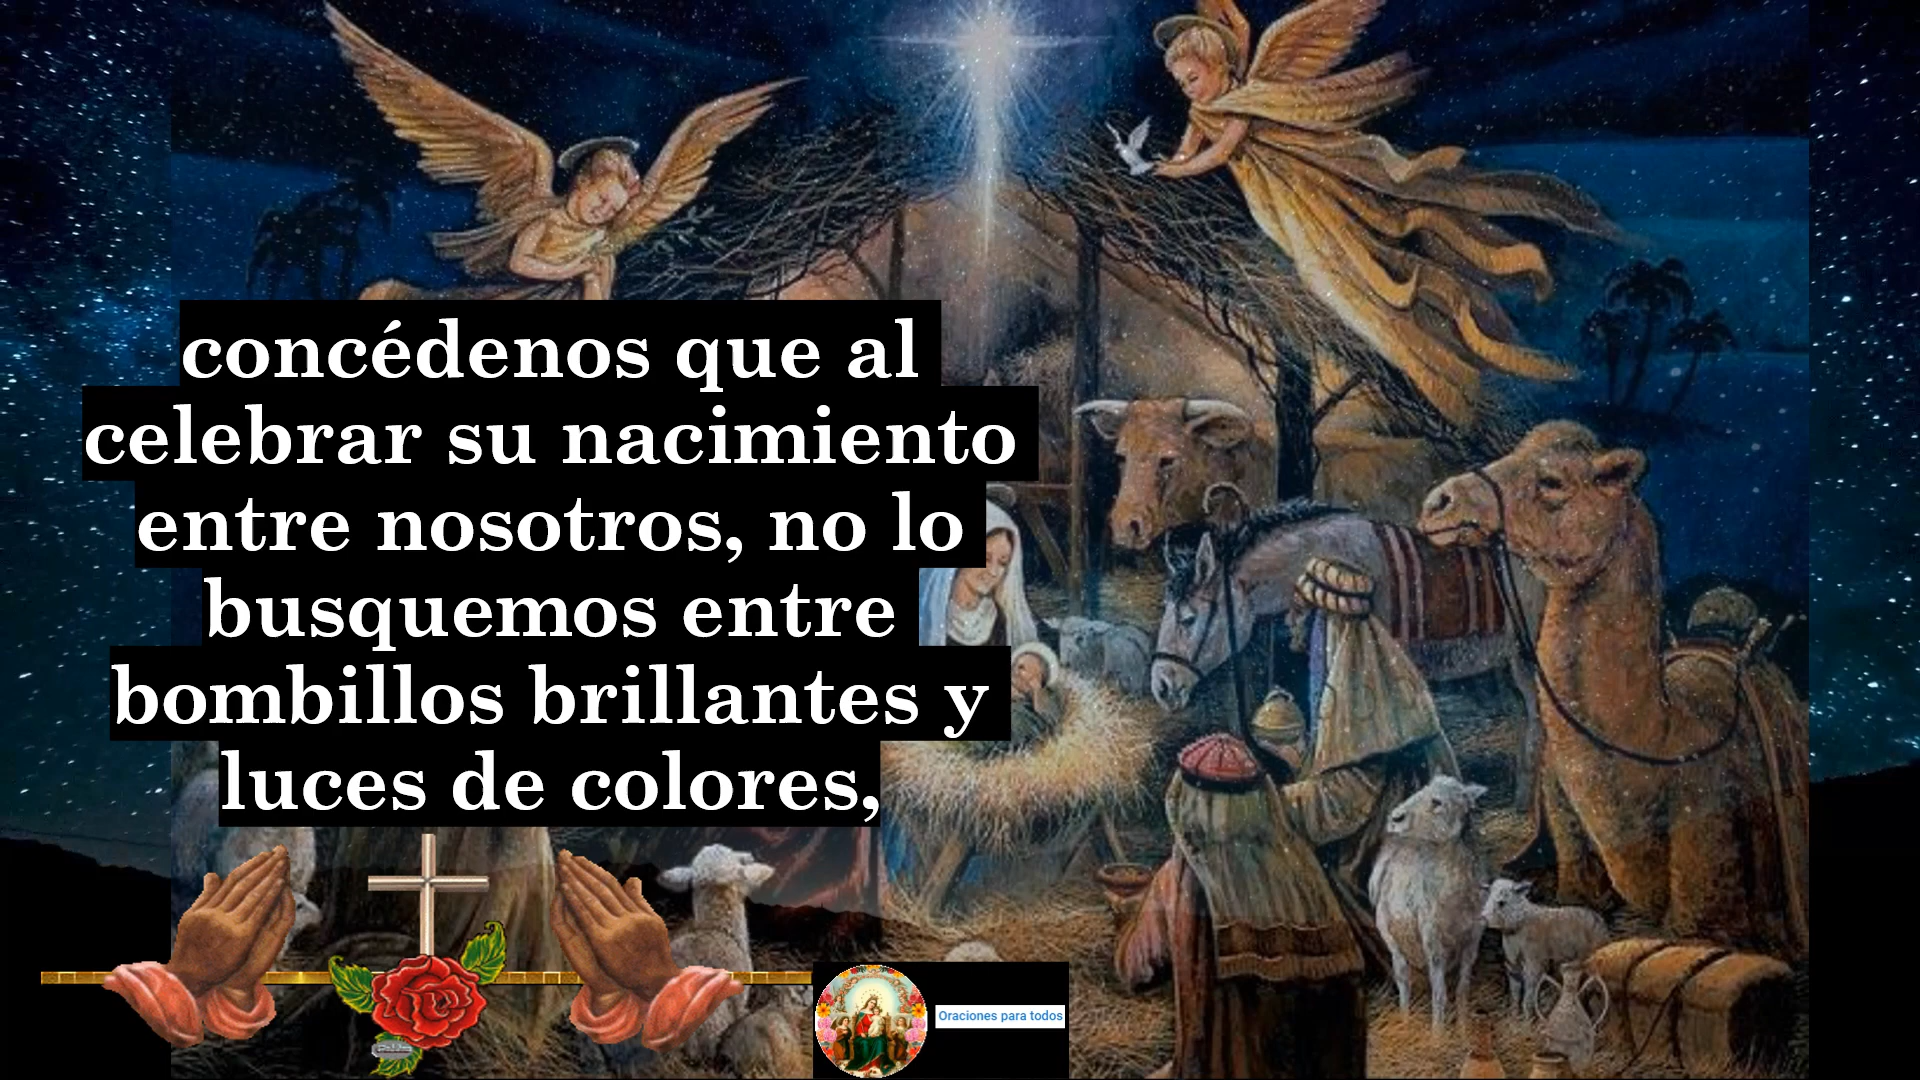 concédenos que al
celebrar su nacimiento
entre nosotros, no lo
busquemos entre
bombillos brillantes y
luces de colores,
Oraciones para todos